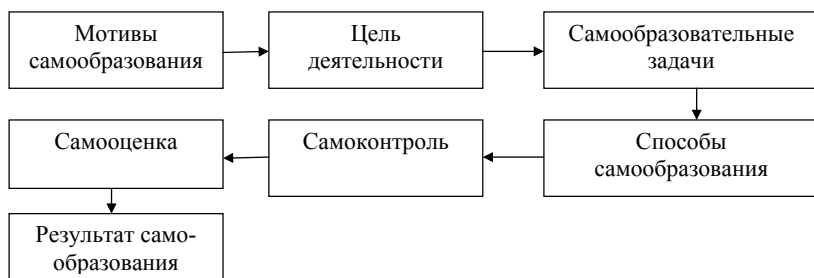 Мотивы
самообразования
Цель
деятельности
Самообразовательные
задачи
Самооценка
Самоконтроль
Способы
самообразования
Результат само-
образования